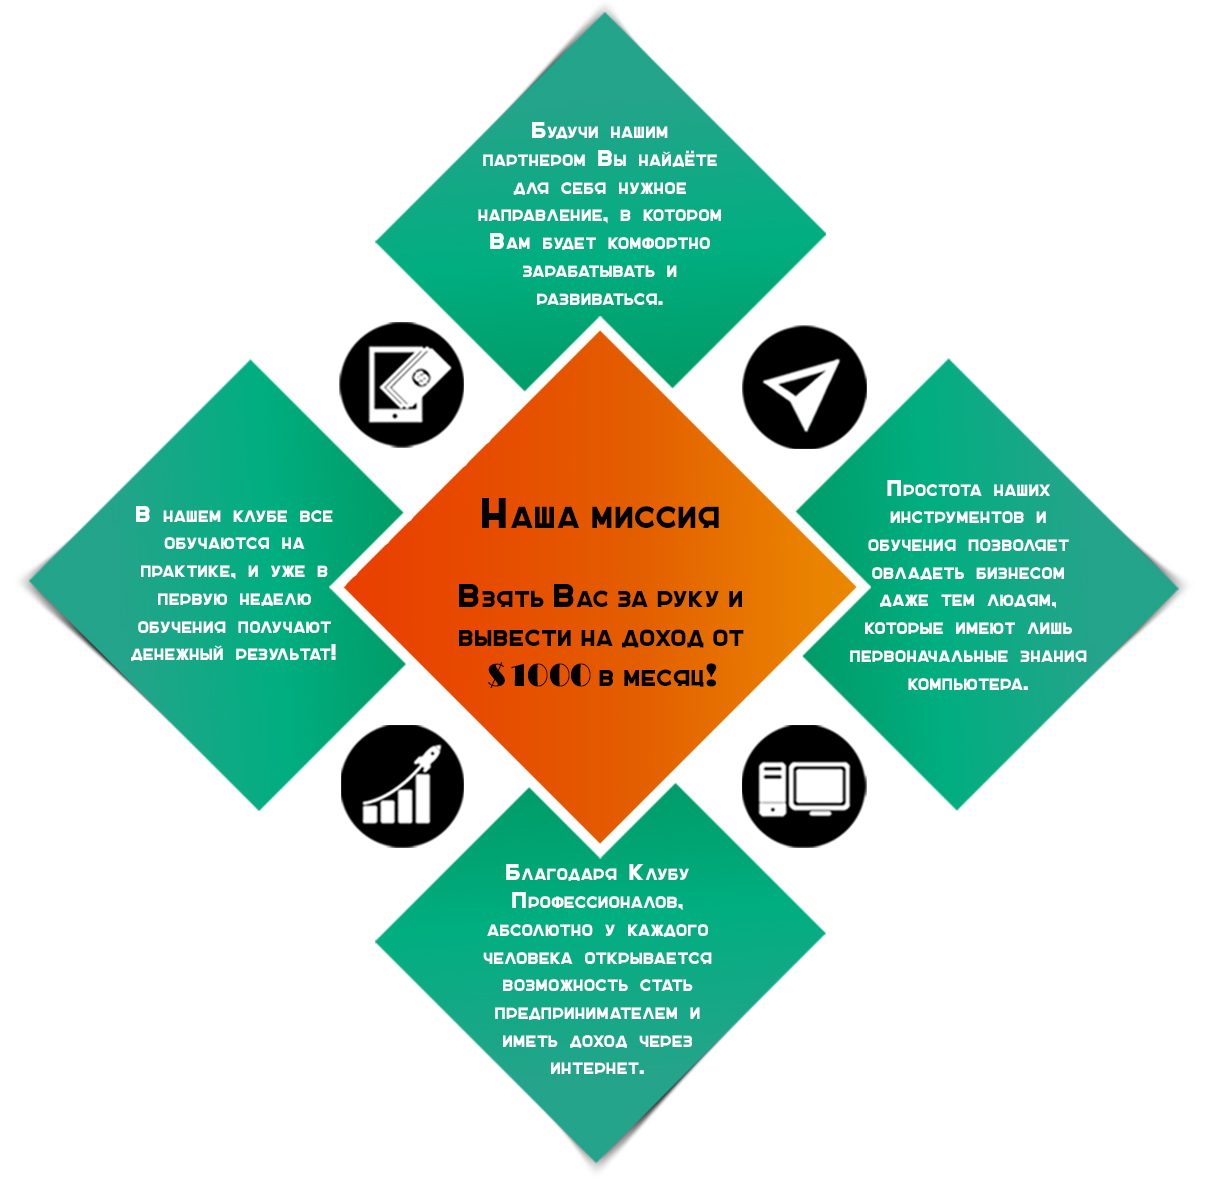 Будучи нашим
партнером Вы найдёте
для себя нужное
направление, в котором
Вам будет комфортно
зарабатывать и
развиваться.
В нашем клубе все
обучаются на
практике, и уже в
первую неделю
обучения получают
денежный результат!
Наша миссия
Взять Вас за руку и
вывести на доход от
$1000 в месяц!
Простота наших
инструментов и
обучения позволяет
овладеть бизнесом
даже тем людям,
которые имеют лишь
первоначальные знания
компьютера.
Благодаря Клубу
Профессионалов,
абсолютно у каждого
человека открывается
возможность стать
предпринимателем и
иметь доход через
интернет.